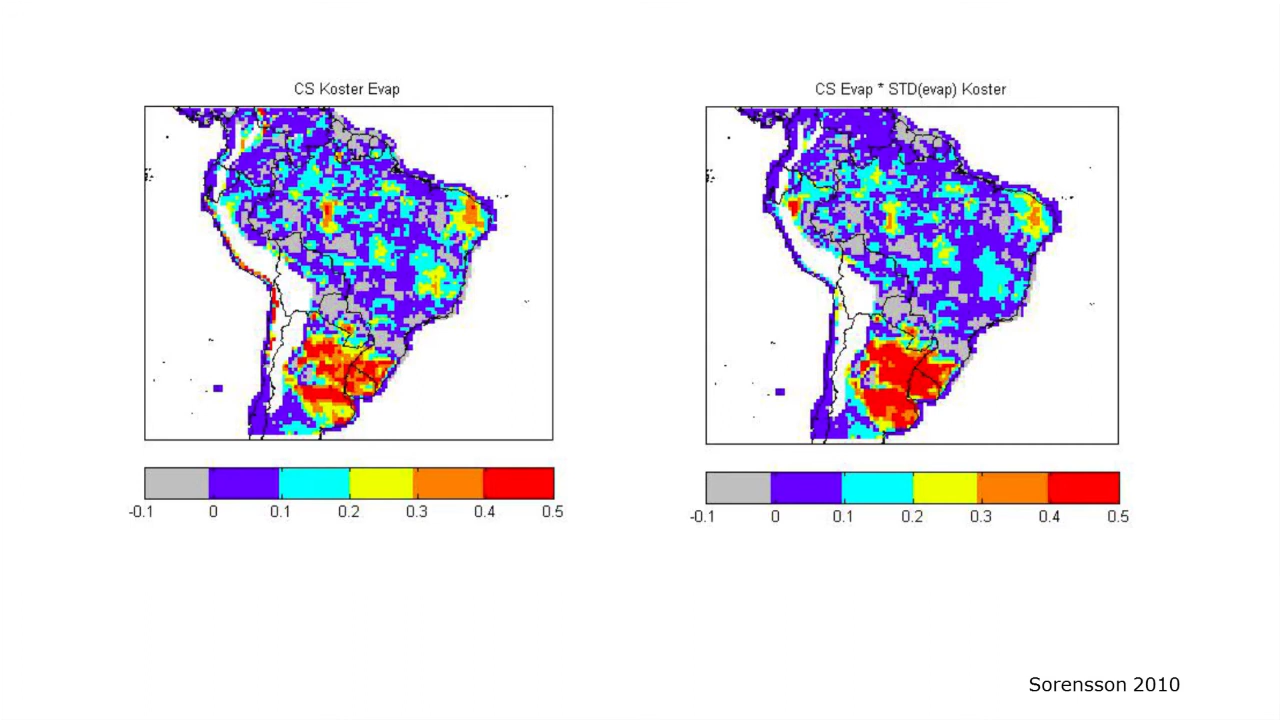 CS Koster Evap
CS Evap * STD(evap) Koster
-0.1 0 0.1 0.2 0.3 0.4 0.5
-0.1 0 0.1 0.2 0.3 0.4 0.5
Sorensson 2010